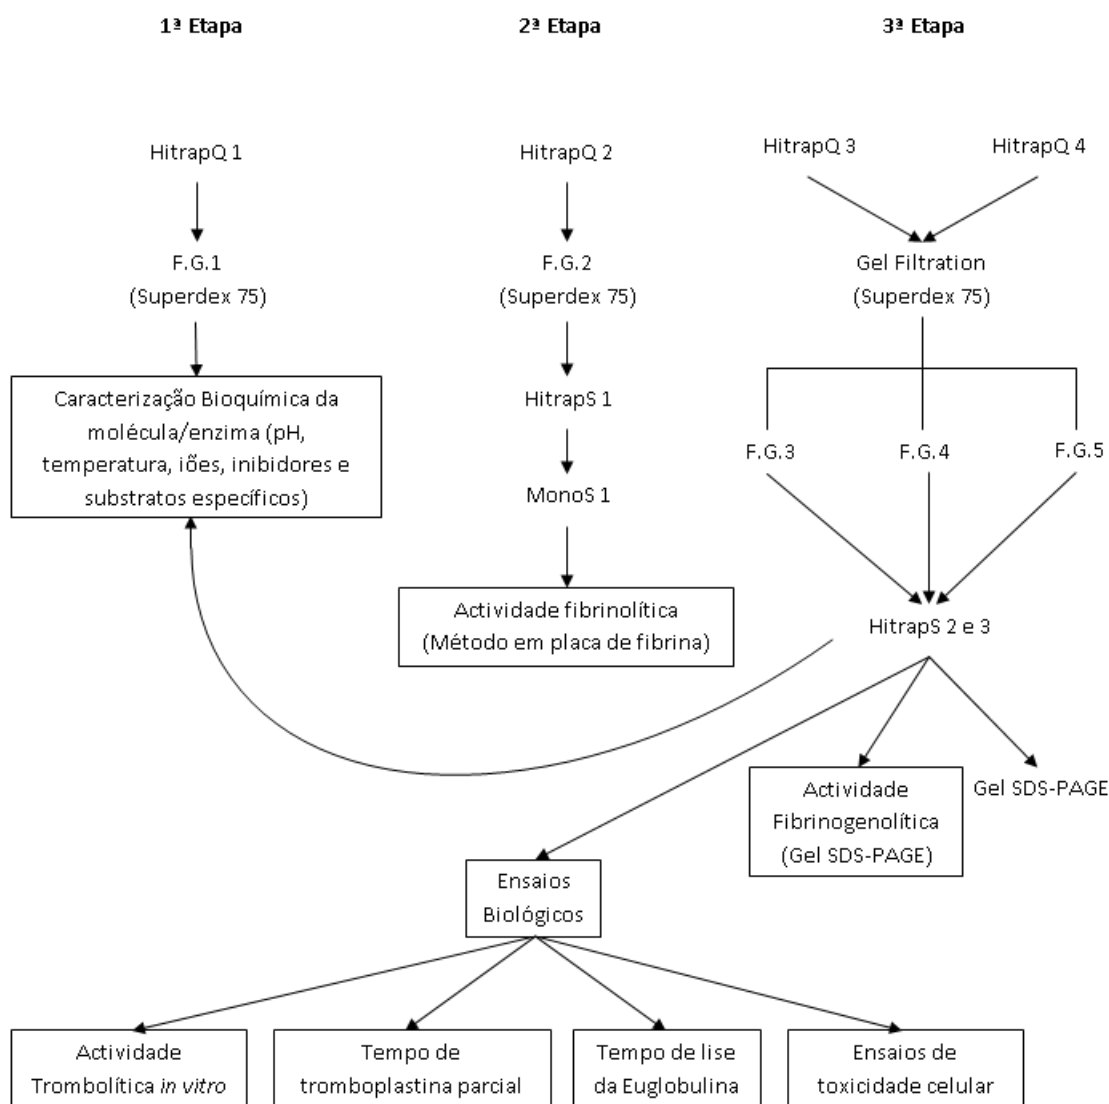 1ª Etapa
2ª Etapa
3ª Etapa
HitrapQ 1
HitrapQ 2
HitrapQ 3
HitrapQ 4
F.G.1
(Superdex 75)
F.G.2
(Superdex 75)
Gel Filtration
(Superdex 75)
Caracterização Bioquímica da
molécula/enzima (pH,
temperatura, iões, inibidores e
substratos específicos)
HitrapS 1
MonoS 1
F.G.3
F.G.4
F.G.5
Actividade fibrinolítica
(Método em placa de fibrina)
HitrapS 2 e 3
Actividade
Fibrinogenolítica
(Gel SDS-PAGE)
Gel SDS-PAGE
Ensaios
Biológicos
Actividade
Trombolítica in vitro
Tempo de
tromboplastina parcial
Tempo de lise
da Euglobulina
Ensaios de
toxicidade celular